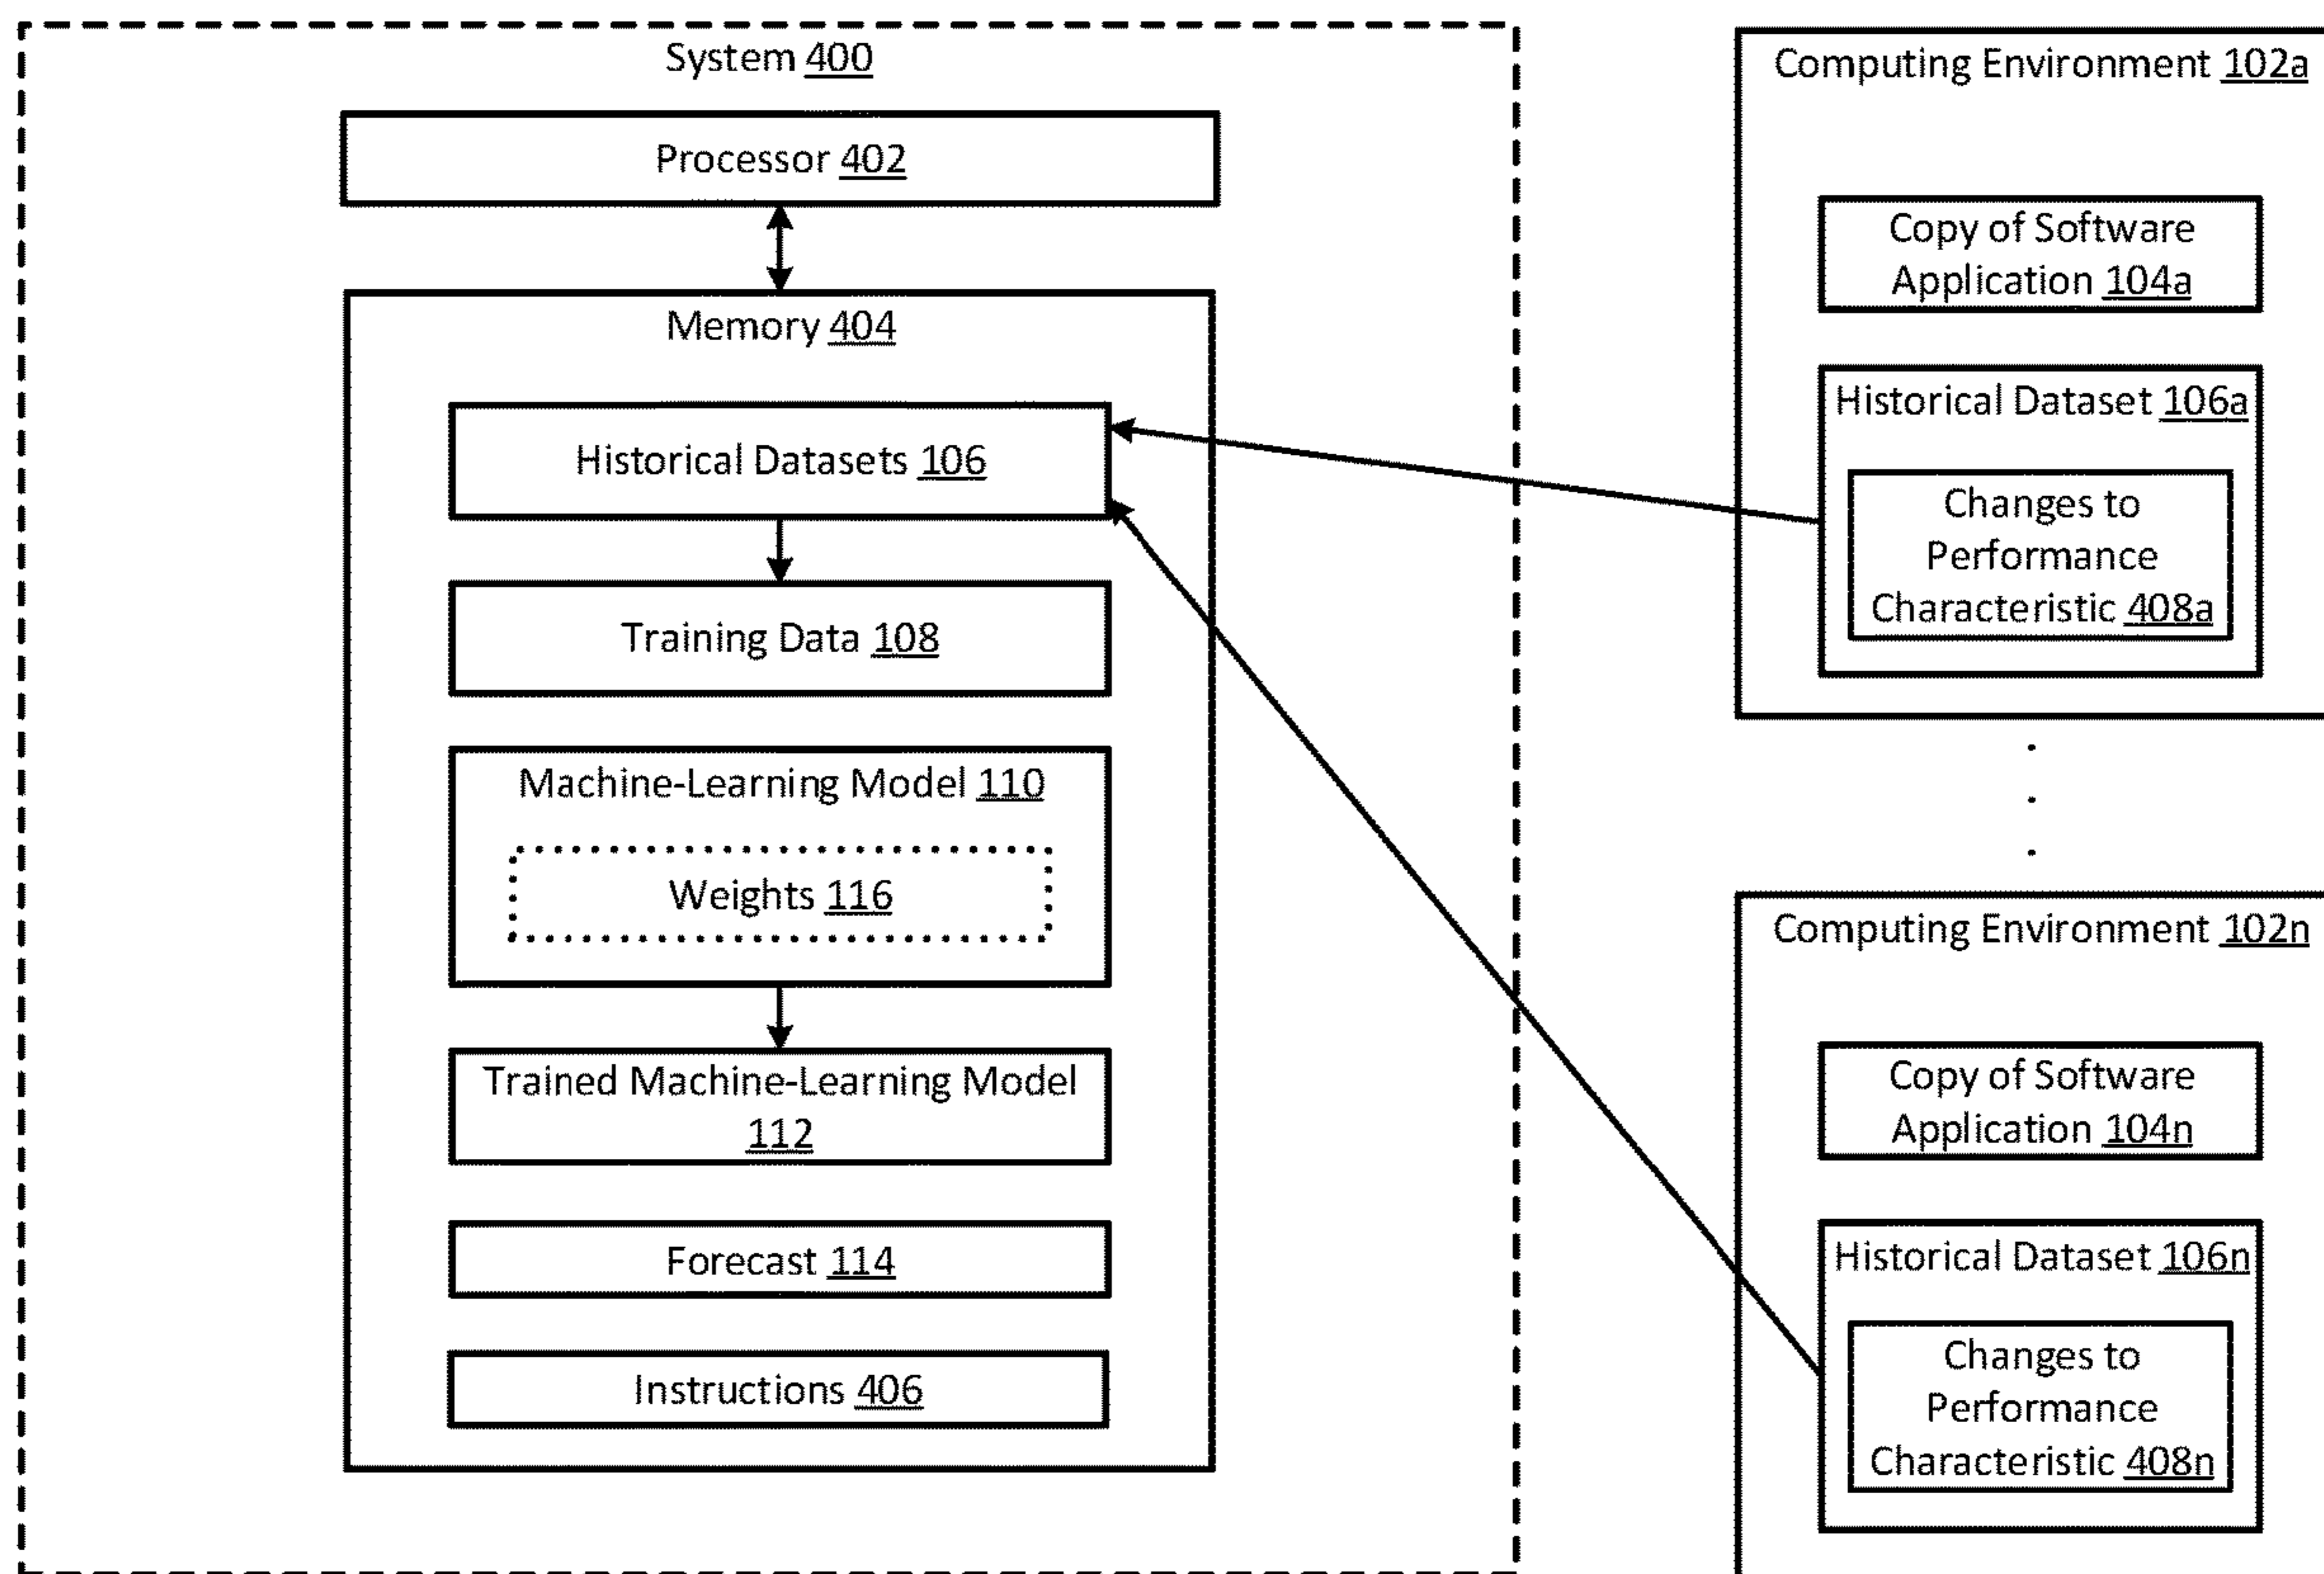 System 400
Processor 402
Memory 404
Historical Datasets 106
Training Data 108
Machine-Learning Model 110
Weights 116
Trained Machine-Learning Model
112
Forecast 114
Instructions 406
Computing Environment 102a
Copy of Software
Application 104a
Historical Dataset 106a
Changes to
Performance
Characteristic 408a
Computing Environment 102n
Copy of Software
Application 104n
Historical Dataset 106n
Changes to
Performance
Characteristic 408n